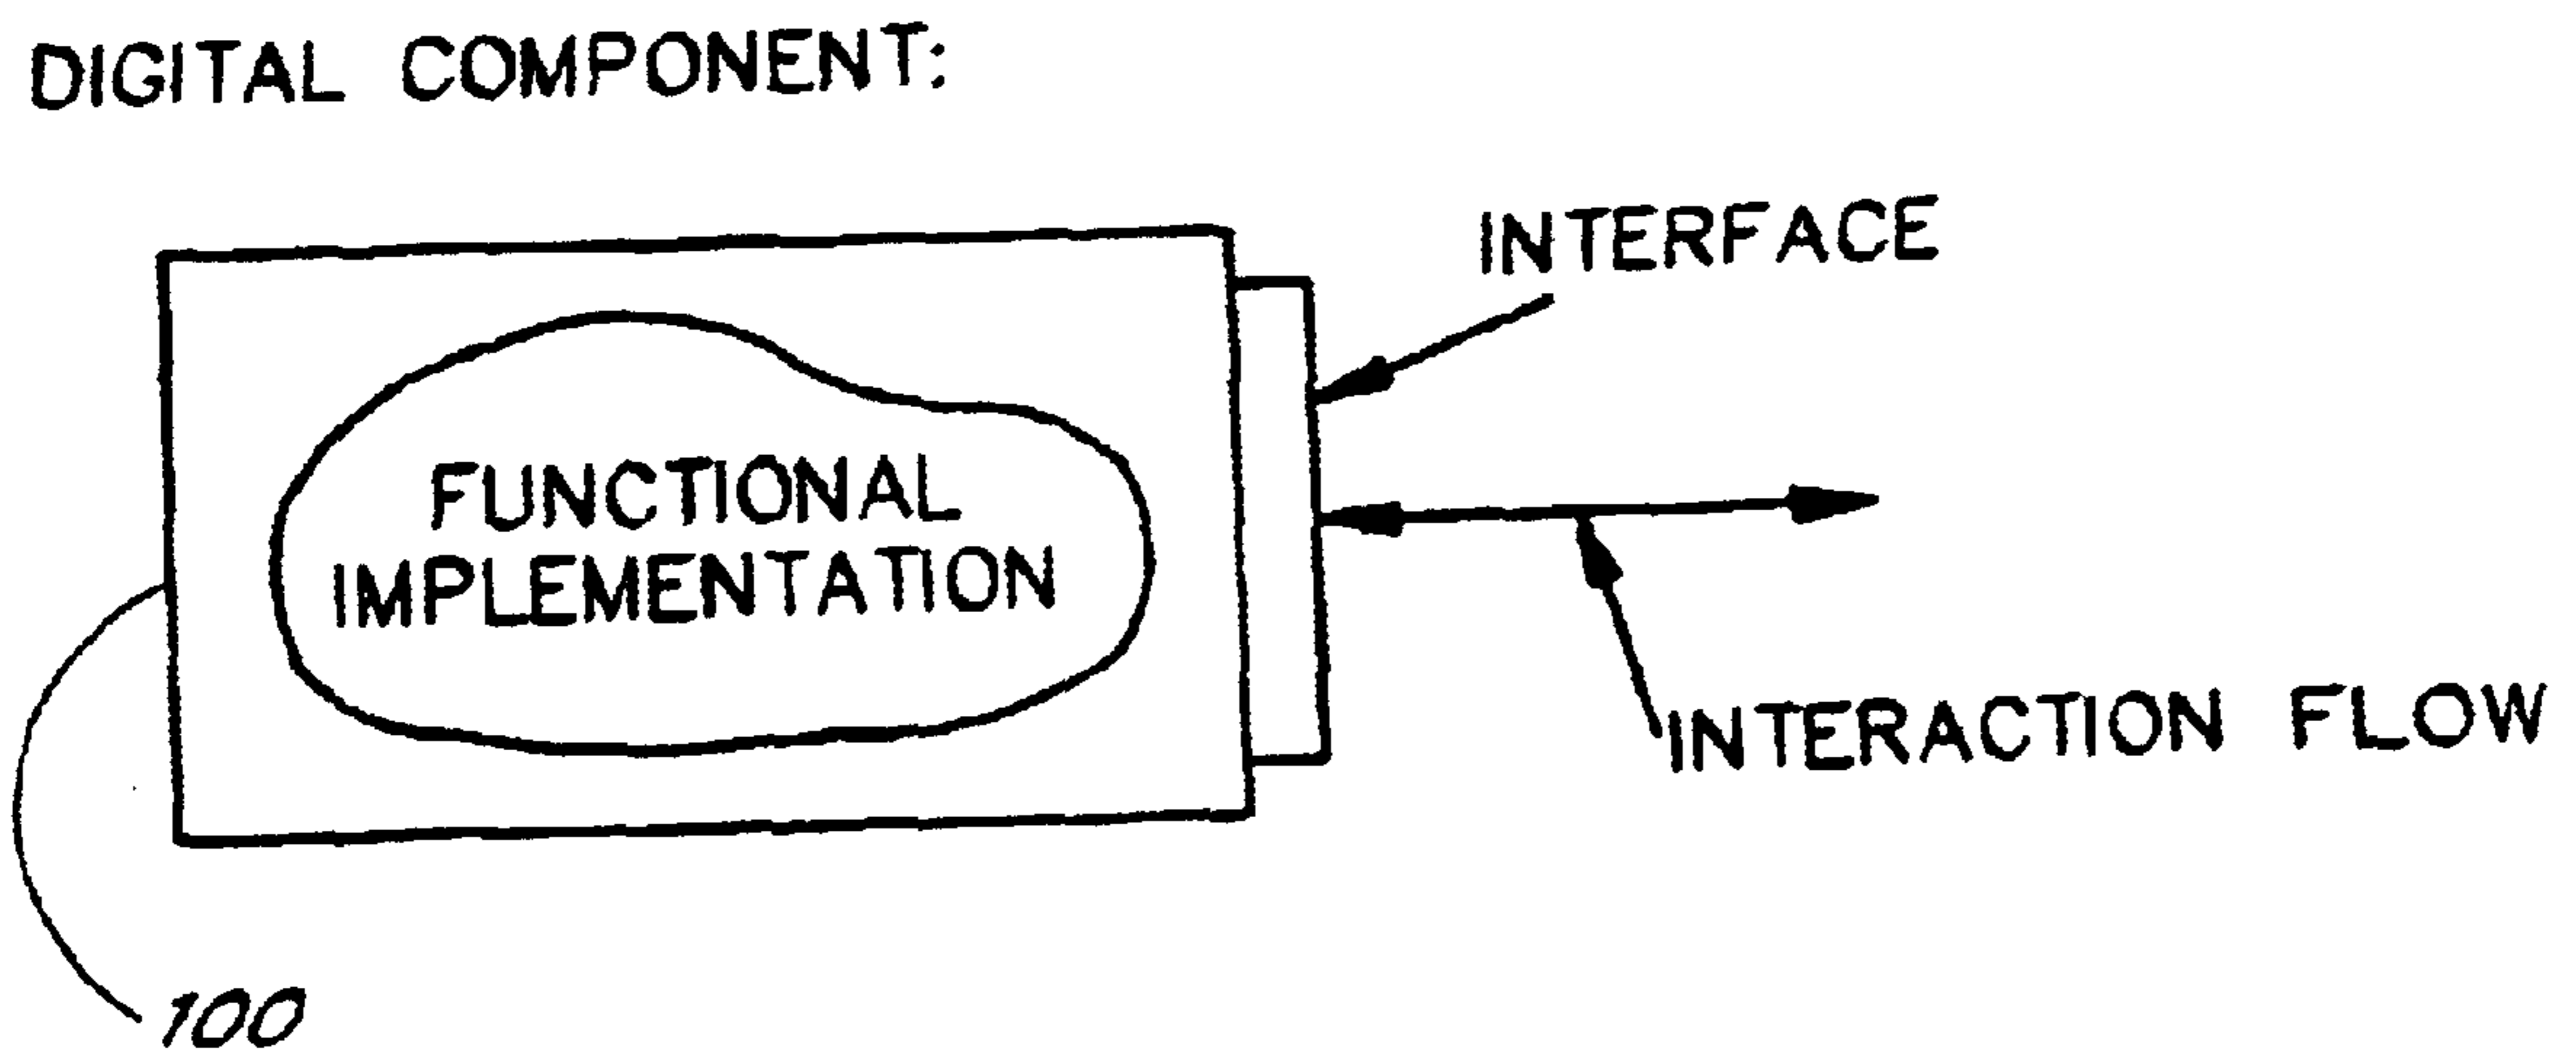 DIGITAL COMPONENT:
INTERFACE
FUNCTIONAL
IMPLEMENTATION
INTERACTION FLOW
100